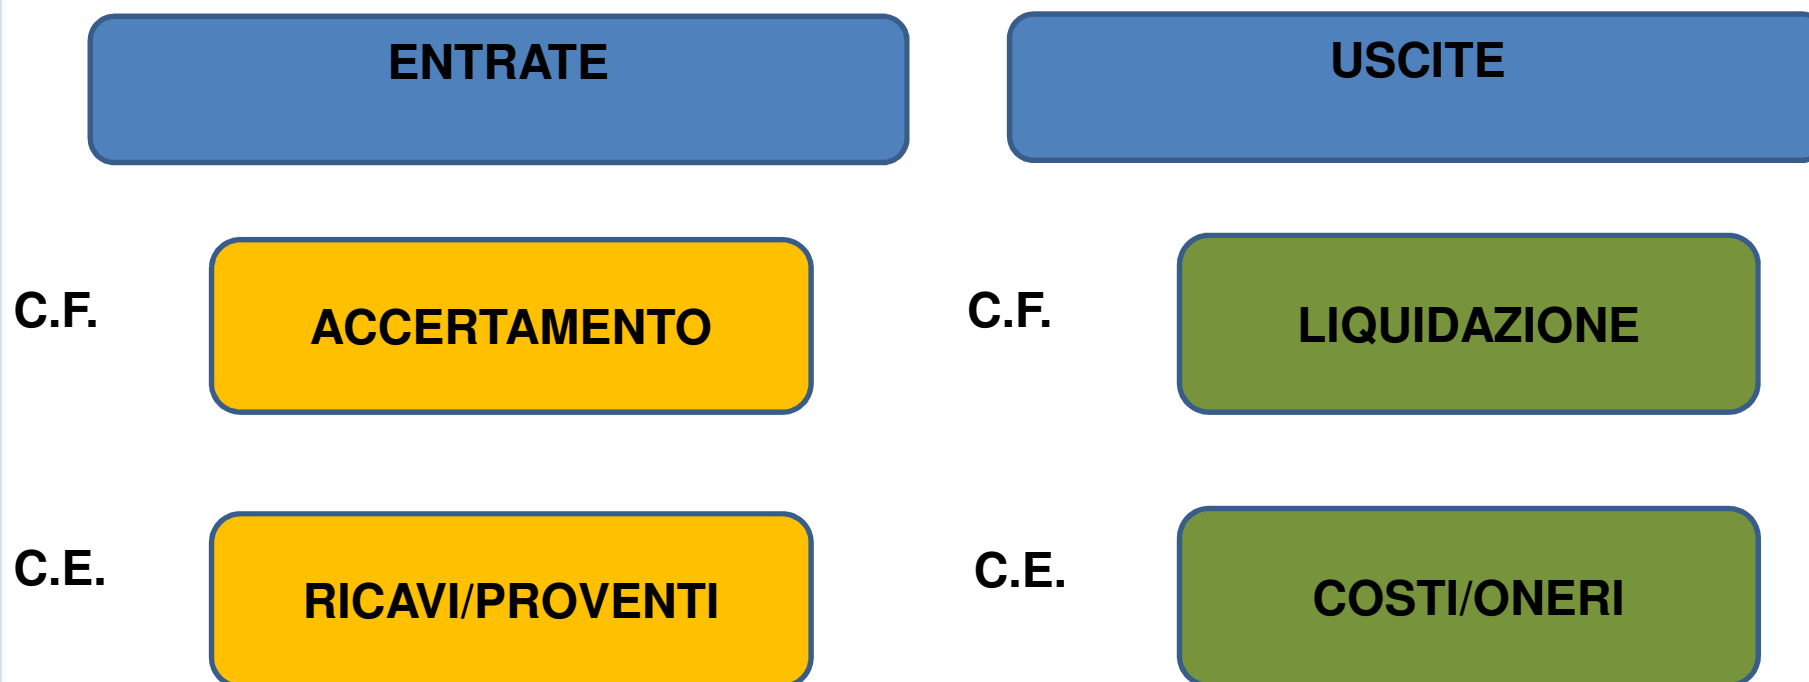 ENTRATE
USCITE
C.F.
ACCERTAMENTO
C.F.
LIQUIDAZIONE
C.E.
RICAVI/PROVENTI
C.E.
COSTI/ONERI